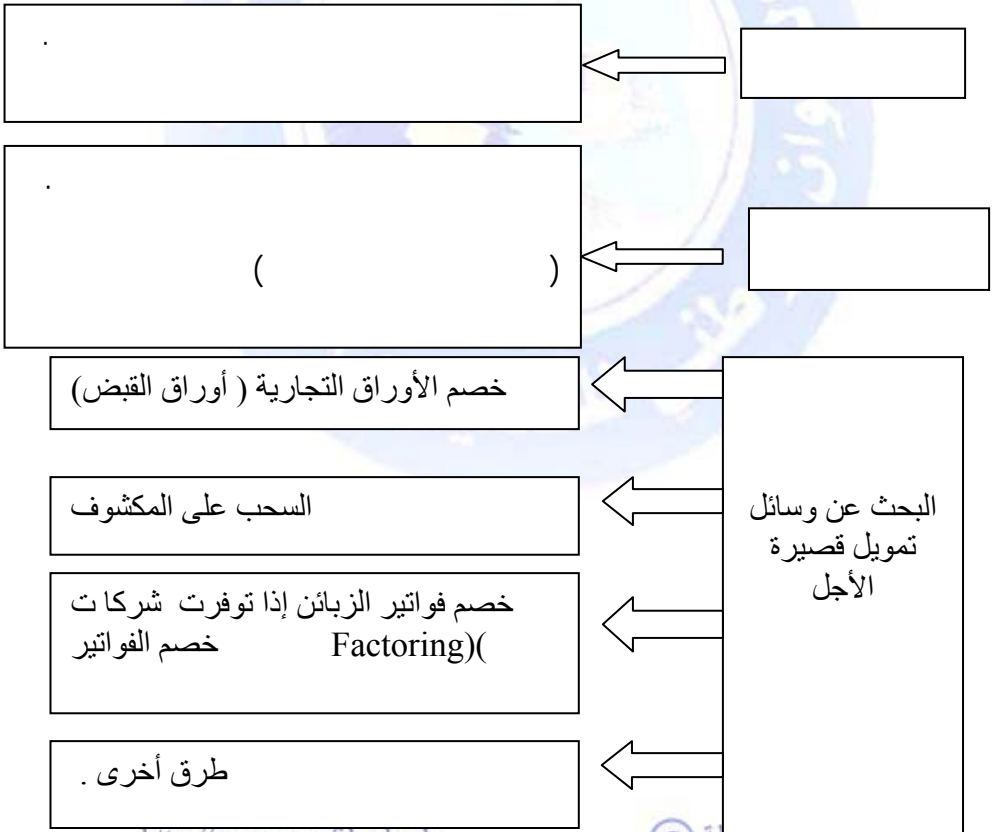 .
.
( )
البحث عن وسائل
تمويل قصيرة
الأجل
خصم الأوراق التجارية ( أوراق القبض)
السحب على المكشوف
خصم فواتير الزبائن إذا توفرت شركا ت
خصم الفواتير Factoring)(
طرق أخرى .